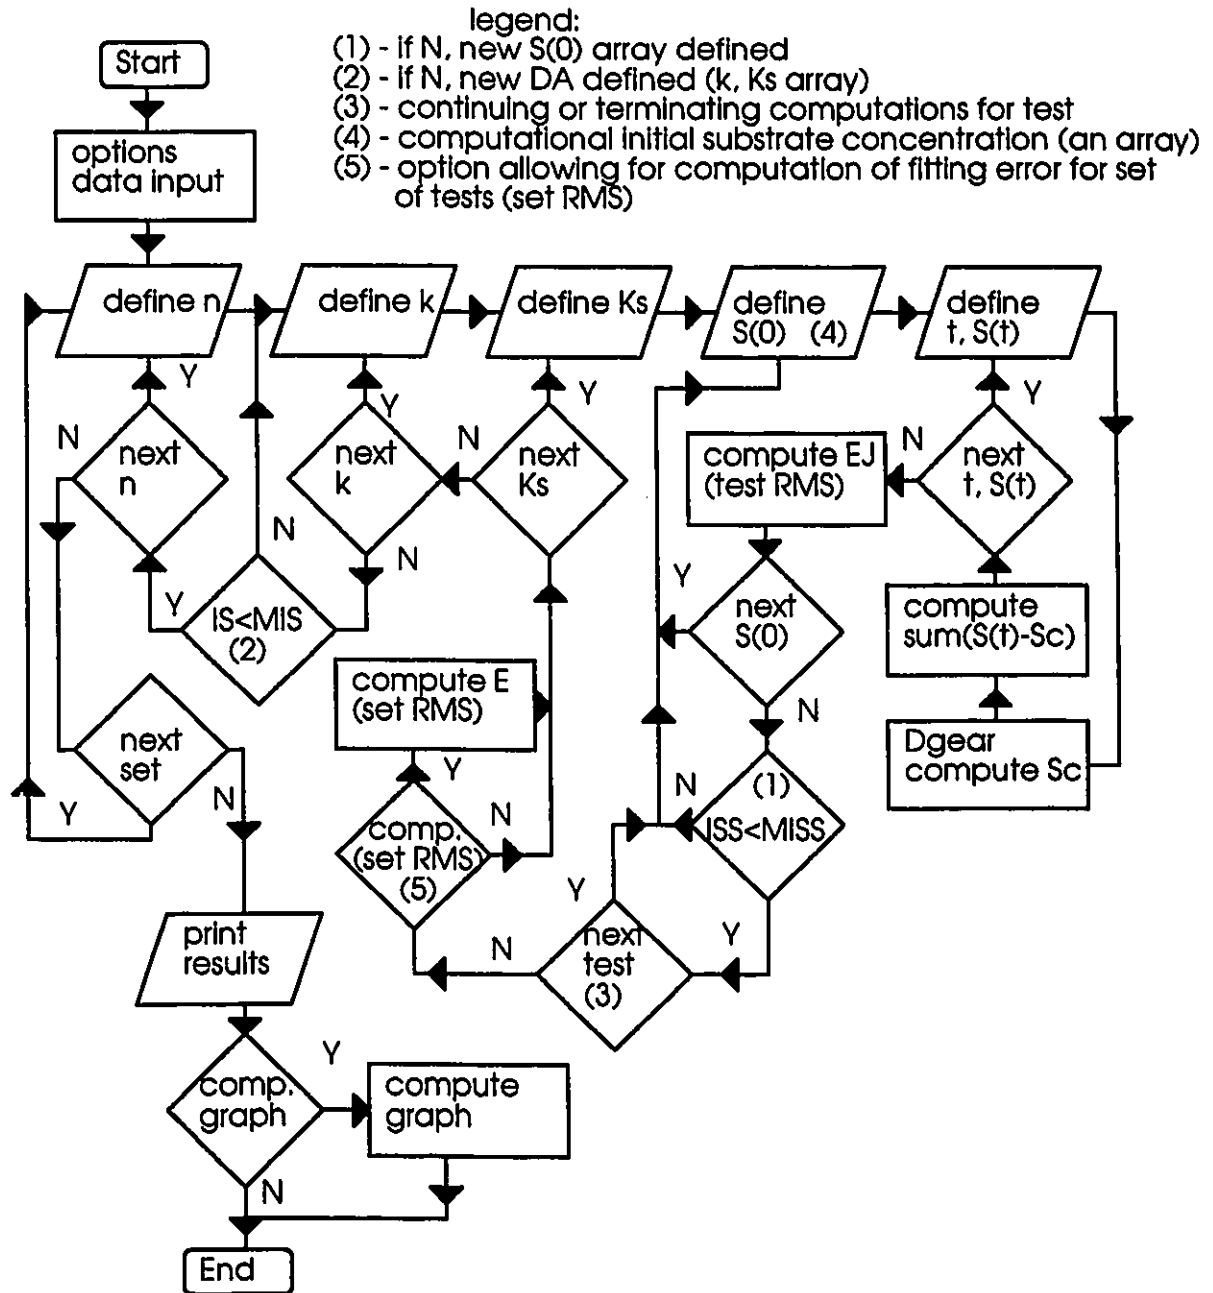 legend:
(1) - if N, new S(0) array defined
(2) - if N, new DA defined (k, Ks array)
(3) - continuing or terminating computations for test
(4) - computational initial substrate concentration (an array)
(5) - option allowing for computation of fitting error for set
of tests (set RMS)
Start
options
data input
define n
define k
define Ks
define
S(0) (4)
define
t, S(t)
Y
Y
Y
Y
N
next
n
next
k
N
next
Ks
compute EJ
(test RMS)
N
next
t, S(t)
N
N
Y
IS<MIS
(2)
Y
next
S(0)
compute
sum(S(t)-Sc)
compute E
(set RMS)
N
next
set
Y
N
Y
comp.
(set RMS)
(5)
N
N
(1)
ISS<MISS
Dgear
compute Sc
Y
Y
N
next
test
(3)
print
results
comp.
graph
Y
compute
graph
N
End